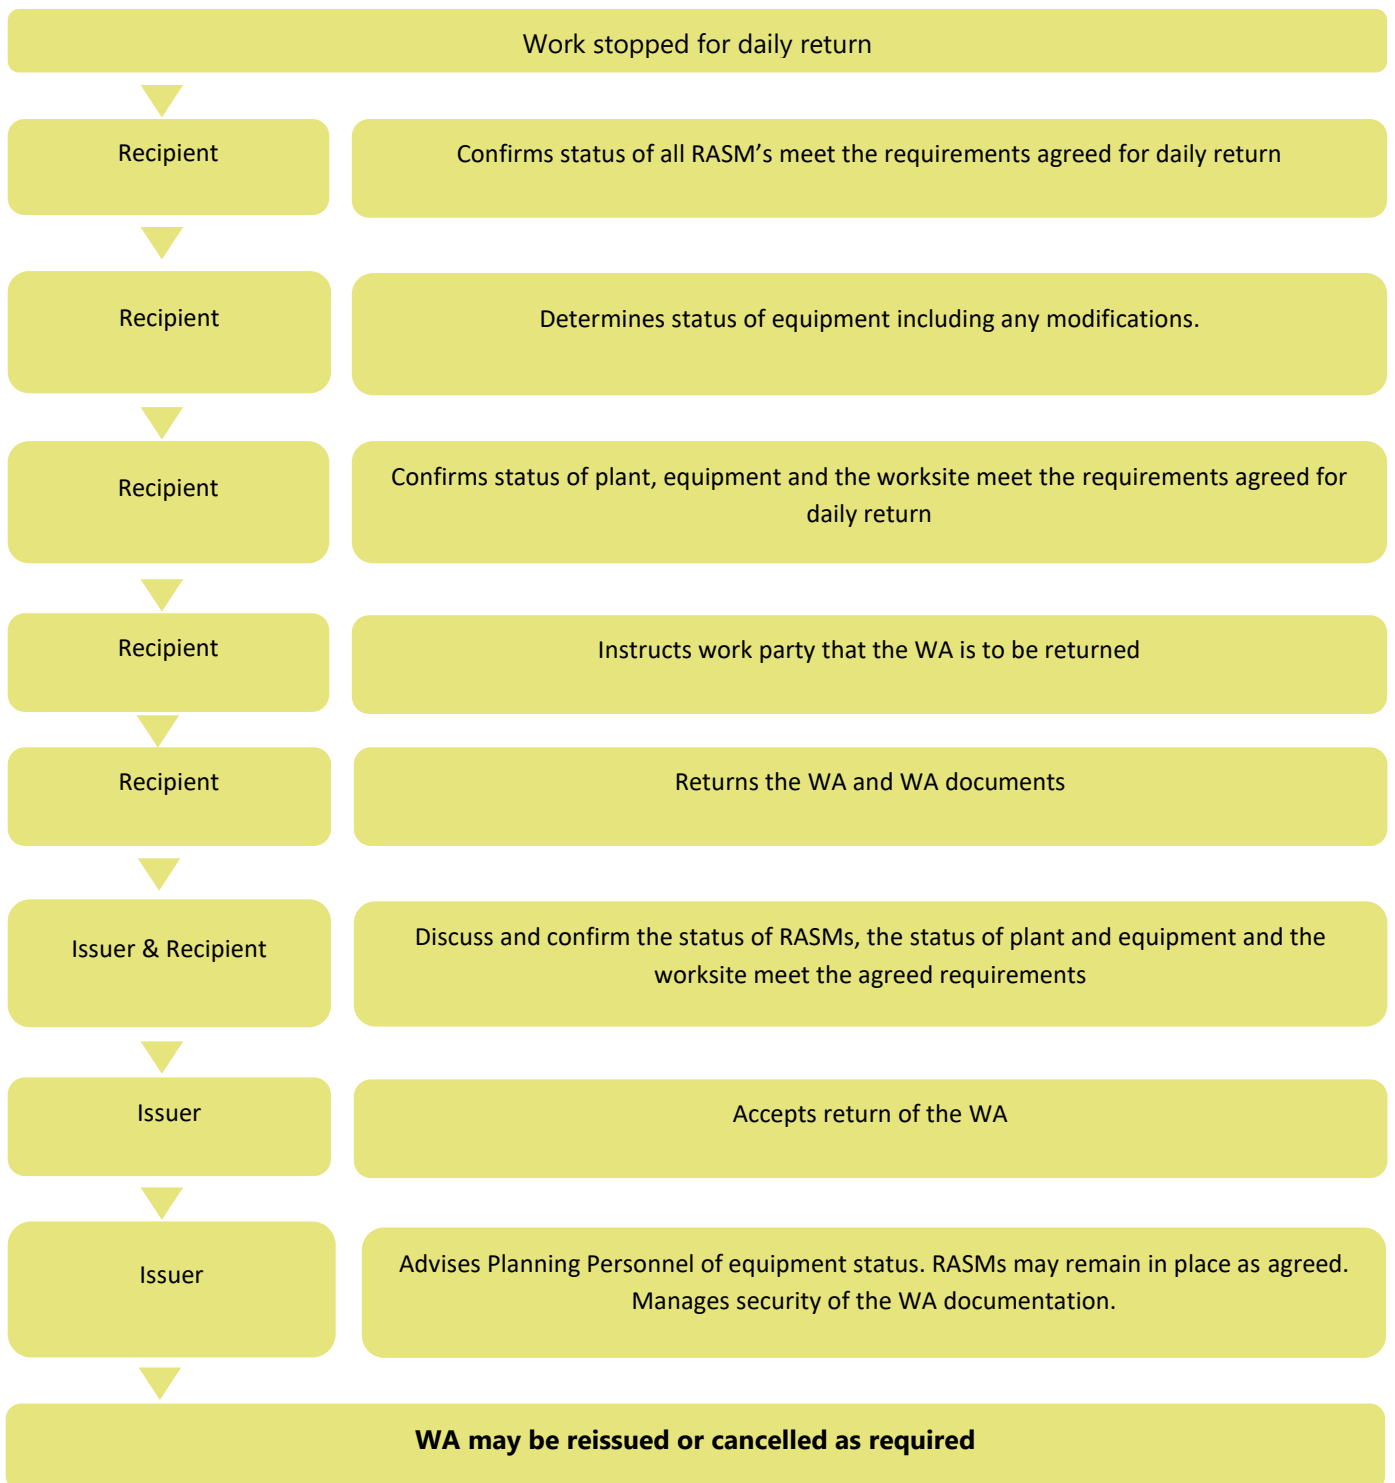 Work stopped for daily return
Recipient
Confirms status of all RASM’s meet the requirements agreed for daily return
Recipient
Determines status of equipment including any modifications.
Recipient
Confirms status of plant, equipment and the worksite meet the requirements agreed for
daily return
Recipient
Instructs work party that the WA is to be returned
Recipient
Returns the WA and WA documents
Issuer & Recipient
Discuss and confirm the status of RASMs, the status of plant and equipment and the
worksite meet the agreed requirements
Issuer
Accepts return of the WA
Issuer
Advises Planning Personnel of equipment status. RASMs may remain in place as agreed.
Manages security of the WA documentation.
WA may be reissued or cancelled as required